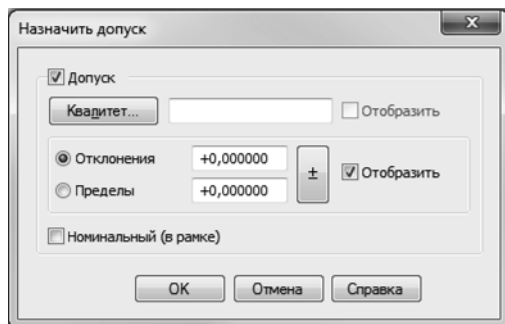 Назначить допуск
Допуск
Квалитет... Отобразить
Отклонения +0,000000 ± Отобразить
Пределы +0,000000
Номинальный (в рамке)
OK Отмена Справка